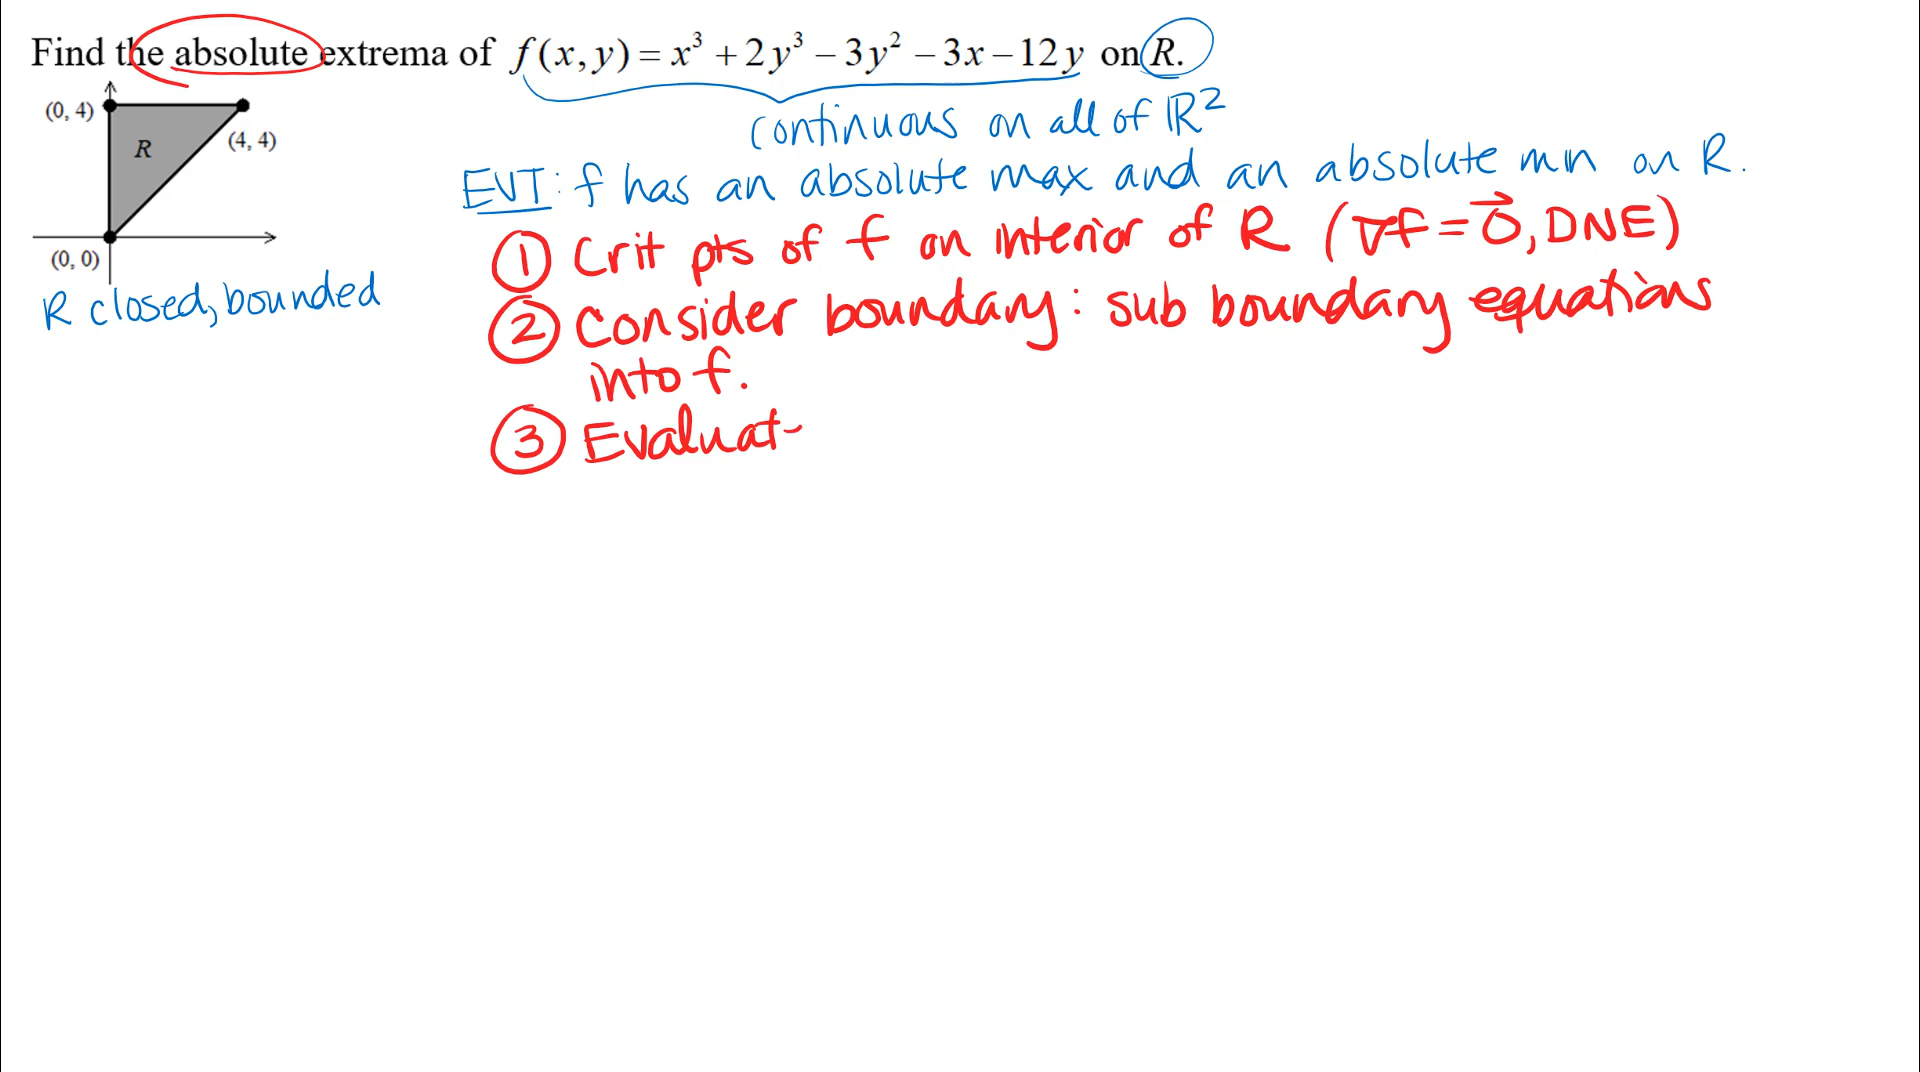 Find the absolute extrema of f(x, y) = x³ + 2y³ − 3y² − 3x − 12y on R.
(0, 4)
R
(4, 4)
(0, 0)
R closed, bounded
continuous on all of ℝ²
EVT: f has an absolute max and an absolute min on R.
① Crit pts of f on interior of R (∇f = 0⃗, DNE)
② Consider boundary: sub boundary equations
into f.
③ Evaluat